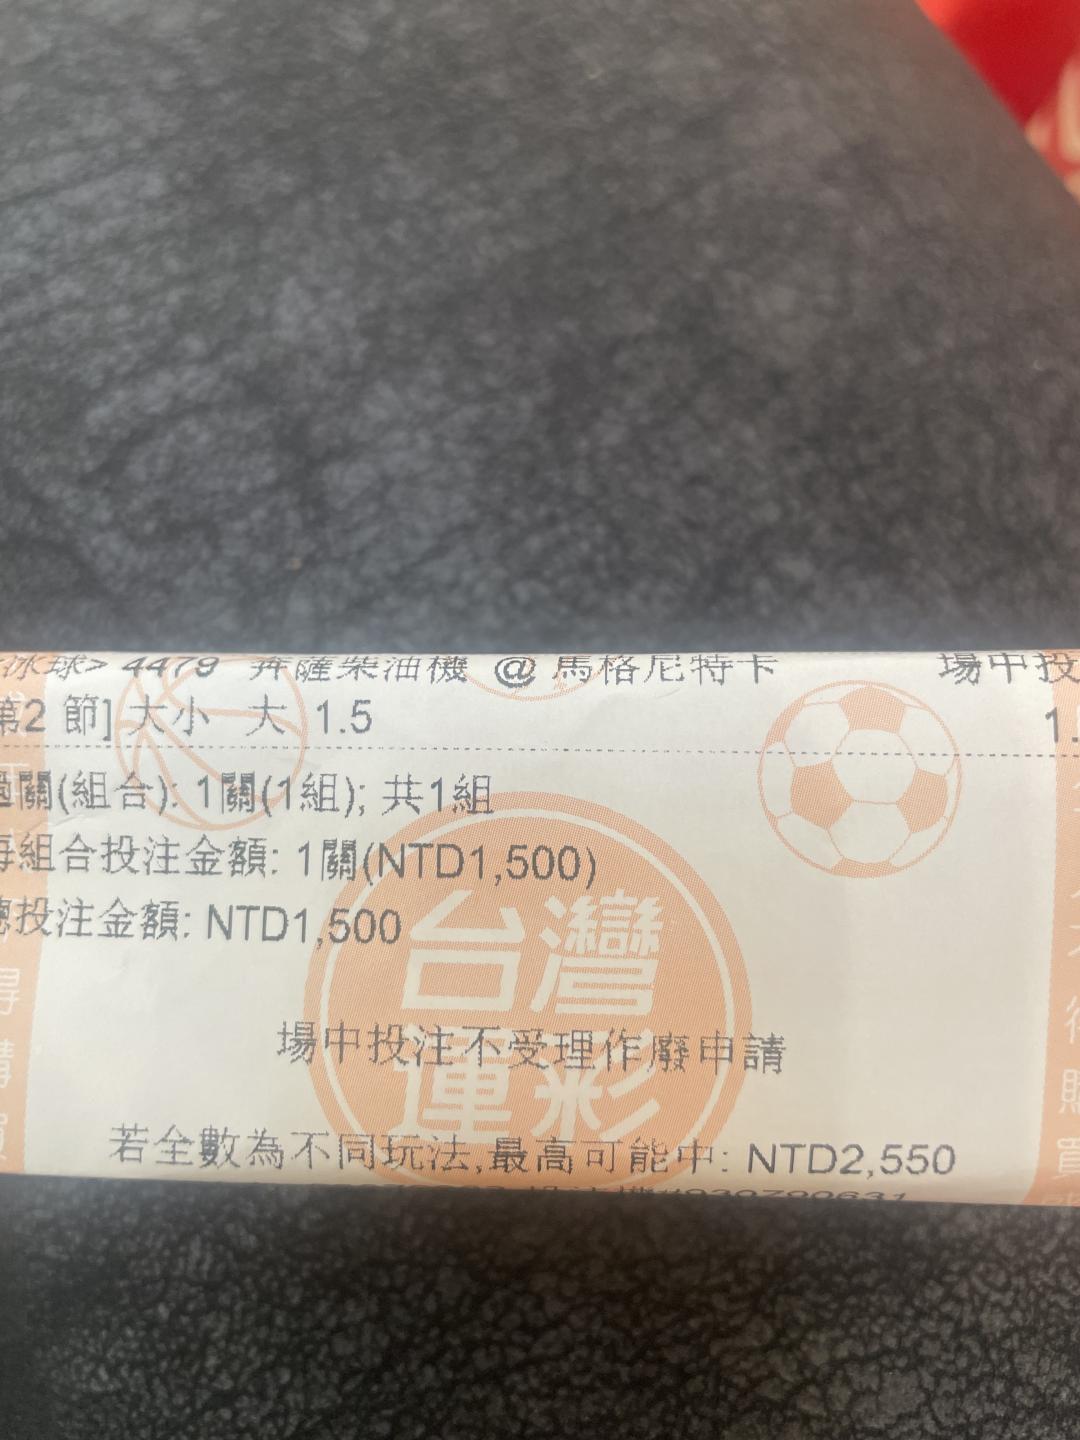 冰球> 4479 奔薩柴油機 @ 馬格尼特卡 場中投
第2 節] 大小 大 1.5 1.
過關(組合): 1關(1組); 共1組
每組合投注金額: 1關(NTD1,500)
總投注金額: NTD1,500
台灣
運彩
場中投注不受理作廢申請
若全數為不同玩法,最高可能中: NTD2,550